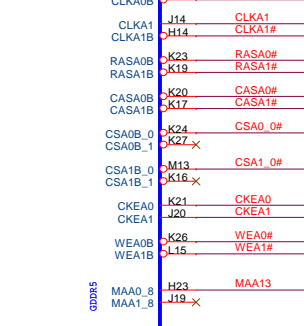 CLKA0B
CLKA1 J14 CLKA1
CLKA1B H14 CLKA1#
RASA0B K23 RASA0#
RASA1B K19 RASA1#
CASA0B K20 CASA0#
CASA1B K17 CASA1#
CSA0B_0 K24 CSA0_0#
CSA0B_1 K27
CSA1B_0 M13 CSA1_0#
CSA1B_1 K16
CKEA0 K21 CKEA0
CKEA1 J20 CKEA1
WEA0B K26 WEA0#
WEA1B L15 WEA1#
MAA0_8 H23 MAA13
MAA1_8 J19
GDDR5